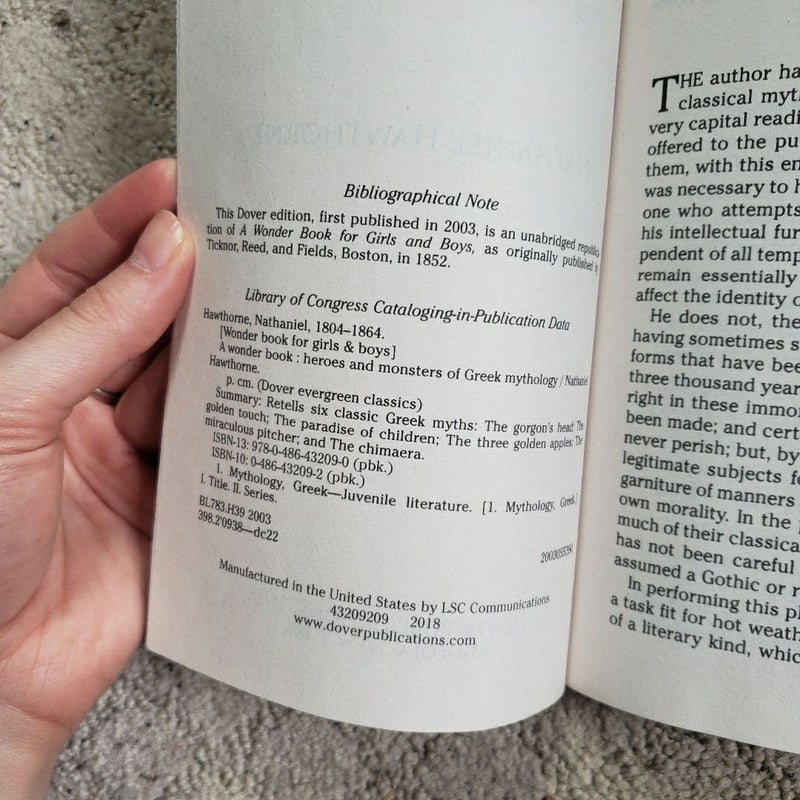 Bibliographical Note
This Dover edition, first published in 2003, is an unabridged republica-
tion of A Wonder Book for Girls and Boys, as originally published by
Ticknor, Reed, and Fields, Boston, in 1852.
Library of Congress Cataloging-in-Publication Data
Hawthorne, Nathaniel, 1804–1864.
[Wonder book for girls & boys]
A wonder book : heroes and monsters of Greek mythology / Nathaniel
Hawthorne.
p. cm. (Dover evergreen classics)
Summary: Retells six classic Greek myths: The gorgon's head; The
golden touch; The paradise of children; The three golden apples; The
miraculous pitcher; and The chimaera.
ISBN-13: 978-0-486-43209-0 (pbk.)
ISBN-10: 0-486-43209-2 (pbk.)
1. Mythology, Greek—Juvenile literature. [1. Mythology, Greek.]
I. Title. II. Series.
BL783.H39 2003
398.2'0938—dc22
Manufactured in the United States by LSC Communications
43209209 2018
www.doverpublications.com
THE author ha
classical myt
very capital readi
offered to the pu
them, with this en
was necessary to h
one who attempts
his intellectual fur
pendent of all temp
remain essentially
affect the identity o
He does not, the
having sometimes s
forms that have bee
three thousand year
right in these immo
been made; and cert
never perish; but, by
legitimate subjects fo
garniture of manners
own morality. In the
much of their classica
has not been careful
assumed a Gothic or r
In performing this pl
a task fit for hot weath
of a literary kind, whic